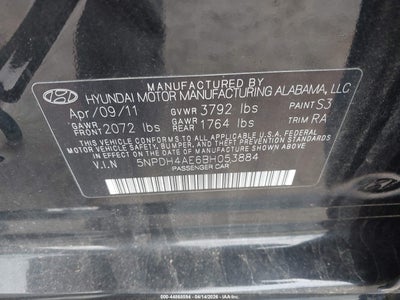 MANUFACTURED BY
HYUNDAI MOTOR MANUFACTURING ALABAMA, LLC
Apr/09/11 GVWR 3792 lbs PAINT S3
GAWR FRONT 2072 lbs GAWR REAR 1764 lbs TRIM RA
THIS VEHICLE CONFORMS TO ALL APPLICABLE U.S. FEDERAL MOTOR
VEHICLE SAFETY, BUMPER, AND THEFT PREVENTION STANDARDS
IN EFFECT ON THE DATE OF MANUFACTURE SHOWN ABOVE.
V.I.N 5NPDH4AE6BH053884
PASSENGER CAR